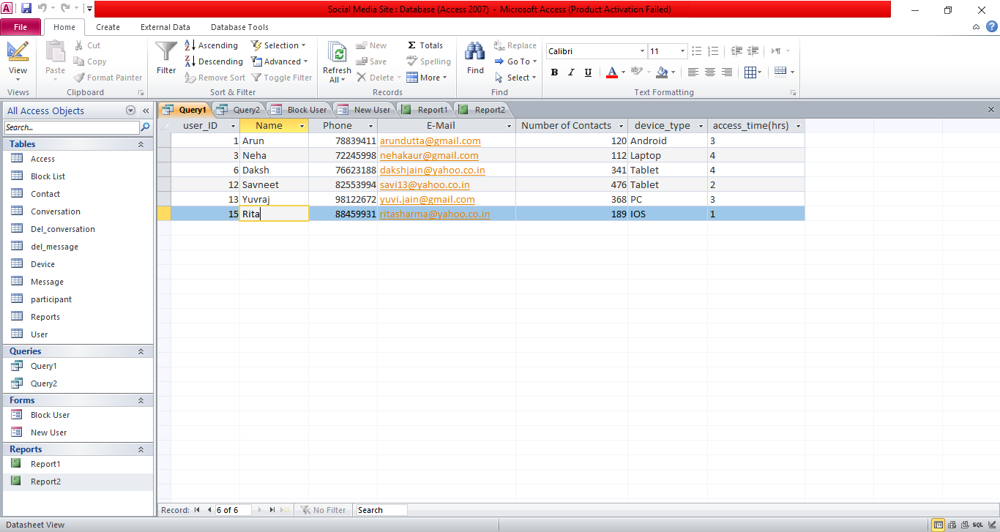 Social Media Site : Database (Access 2007) - Microsoft Access (Product Activation Failed)
File Home Create External Data Database Tools
View Paste Cut Copy Format Painter Filter Ascending Descending Remove Sort Selection Advanced Toggle Filter Refresh All New Save Delete Totals Spelling More Find Replace Go To Select Calibri 11
B I U A ab
Views Clipboard Sort & Filter Records Find Text Formatting
All Access Objects
Search...
Tables
Access
Block List
Contact
Conversation
Del_conversation
del_message
Device
Message
participant
Reports
User
Queries
Query1
Query2
Forms
Block User
New User
Reports
Report1
Report2
Query1 Query2 Block User New User Report1 Report2
user_ID Name Phone E-Mail Number of Contacts device_type access_time(hrs)
1 Arun 78839411 arundutta@gmail.com 120 Android 3
3 Neha 72245998 nehakaur@gmail.com 112 Laptop 4
6 Daksh 76623188 dakshjain@yahoo.co.in 341 Tablet 4
12 Savneet 82553994 savi13@yahoo.co.in 476 Tablet 2
13 Yuvraj 98122672 yuvi.jain@gmail.com 368 PC 3
15 Rita 88459931 ritasharma@yahoo.co.in 189 IOS 1
Record: 6 of 6 No Filter Search
Datasheet View SQL